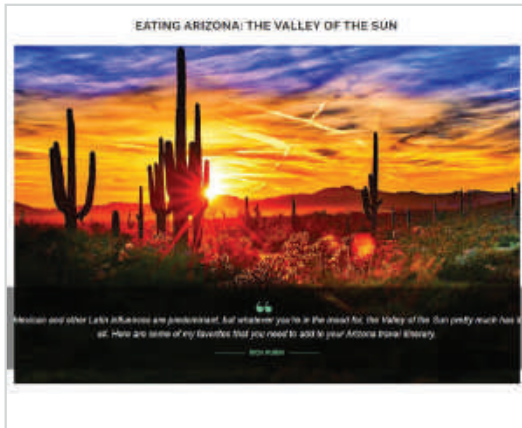 EATING ARIZONA: THE VALLEY OF THE SUN
Mexican and other Latin influences are predominant, but whatever you're in the mood for, the Valley of the Sun pretty much has it
all. Here are some of my favorites that you need to add to your Arizona travel itinerary.